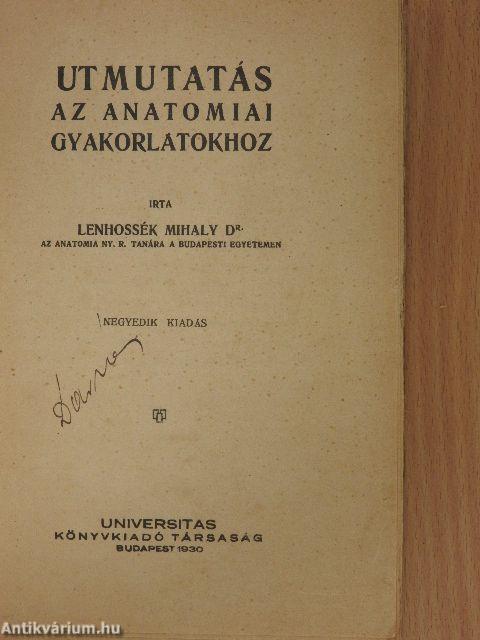 UTMUTATÁS
AZ ANATOMIAI
GYAKORLATOKHOZ
IRTA
LENHOSSÉK MIHALY DR.
AZ ANATOMIA NY. R. TANÁRA A BUDAPESTI EGYETEMEN
NEGYEDIK KIADÁS
UNIVERSITAS
KÖNYVKIADÓ TÁRSASÁG
BUDAPEST 1930
Antikvárium.hu